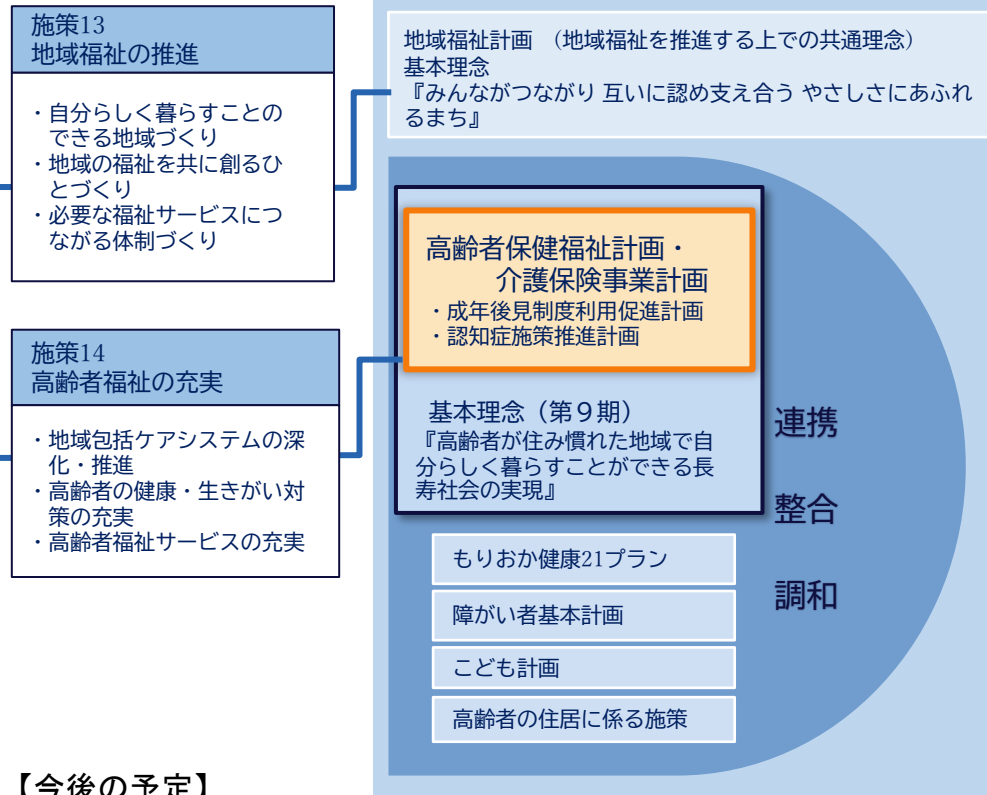 施策13
地域福祉の推進
・自分らしく暮らすことの
できる地域づくり
・地域の福祉を共に創るひ
とづくり
・必要な福祉サービスにつ
ながる体制づくり
施策14
高齢者福祉の充実
・地域包括ケアシステムの深
化・推進
・高齢者の健康・生きがい対
策の充実
・高齢者福祉サービスの充実
地域福祉計画 （地域福祉を推進する上での共通理念）
基本理念
『みんながつながり 互いに認め支え合う やさしさにあふれ
るまち』
高齢者保健福祉計画・
介護保険事業計画
・成年後見制度利用促進計画
・認知症施策推進計画
基本理念（第９期）
『高齢者が住み慣れた地域で自
分らしく暮らすことができる長
寿社会の実現』
もりおか健康21プラン
障がい者基本計画
こども計画
高齢者の住居に係る施策
連携
整合
調和
【今後の予定】